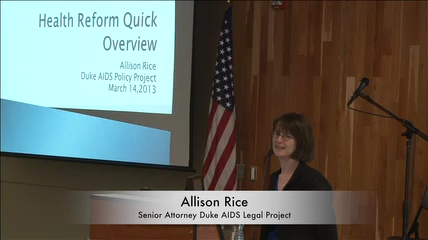 Health Reform Quick
Overview
Allison Rice
Duke AIDS Policy Project
March 14,2013
Allison Rice
Senior Attorney Duke AIDS Legal Project